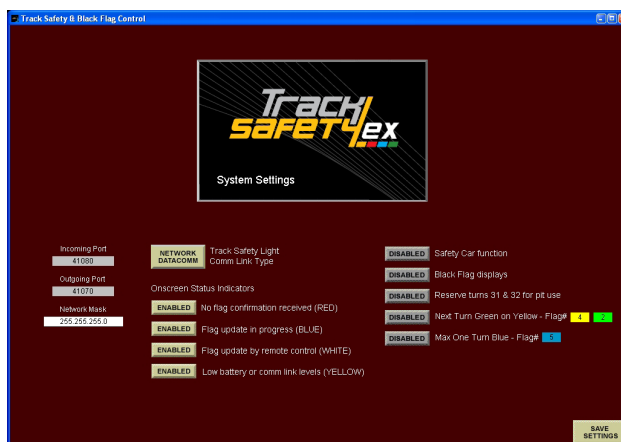 Track Safety & Black Flag Control
Track
SAFETY ex
System Settings
Incoming Port
41080
Outgoing Port
41070
Network Mask
255.255.255.0
NETWORK
DATACOMM
Track Safety Light
Comm Link Type
Onscreen Status Indicators
ENABLED No flag confirmation received (RED)
ENABLED Flag update in progress (BLUE)
ENABLED Flag update by remote control (WHITE)
ENABLED Low battery or comm link levels (YELLOW)
DISABLED Safety Car function
DISABLED Black Flag displays
DISABLED Reserve turns 31 & 32 for pit use
DISABLED Next Turn Green on Yellow - Flag# 4 2
DISABLED Max One Turn Blue - Flag# 5
SAVE
SETTINGS